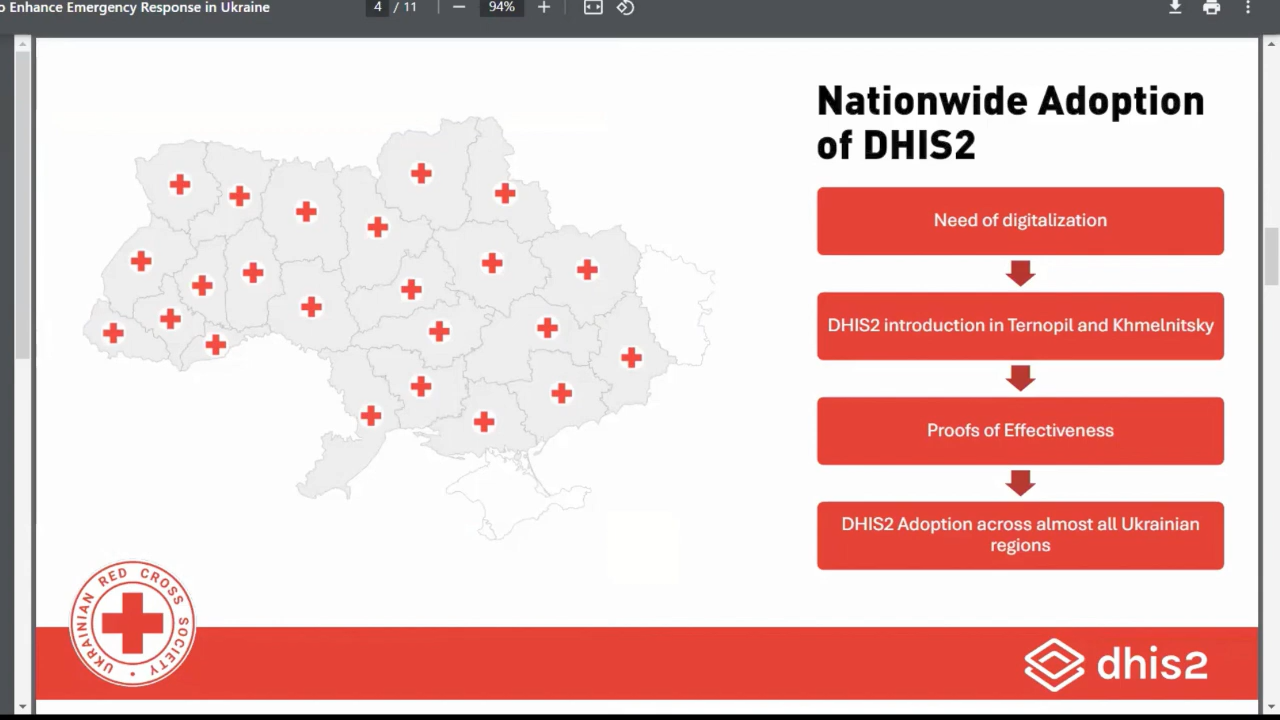 o Enhance Emergency Response in Ukraine
4 / 11
94%
Nationwide Adoption
of DHIS2
Need of digitalization
DHIS2 introduction in Ternopil and Khmelnitsky
Proofs of Effectiveness
DHIS2 Adoption across almost all Ukrainian
regions
UKRAINIAN RED CROSS SOCIETY
dhis2